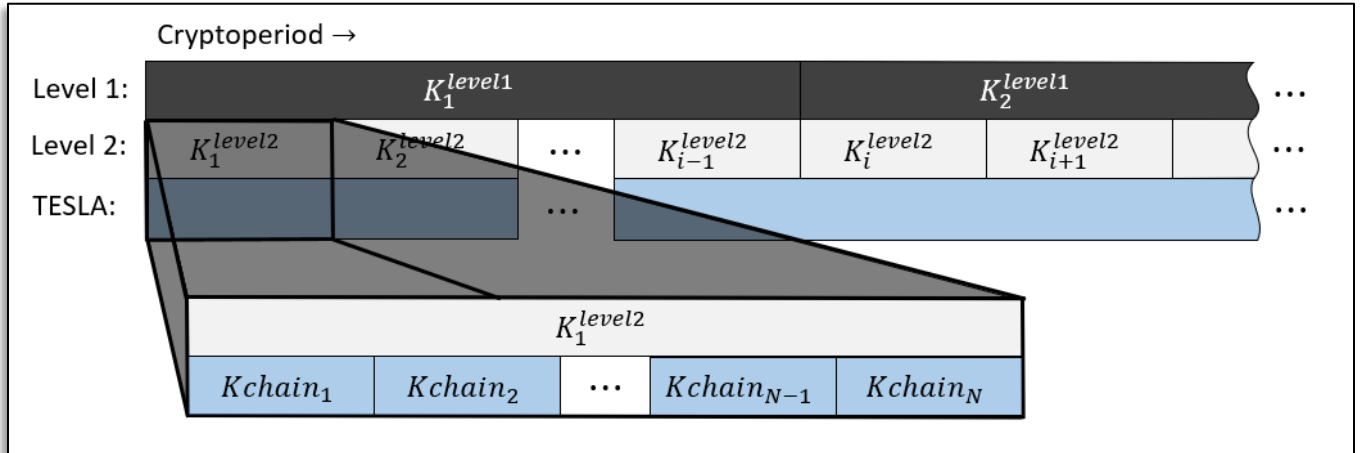 Cryptoperiod →
Level 1: K_1^{level1} K_2^{level1} ...
Level 2: K_1^{level2} K_2^{level2} ... K_{i-1}^{level2} K_i^{level2} K_{i+1}^{level2} ...
TESLA: ... ...
K_1^{level2}
Kchain_1 Kchain_2 ... Kchain_{N-1} Kchain_N